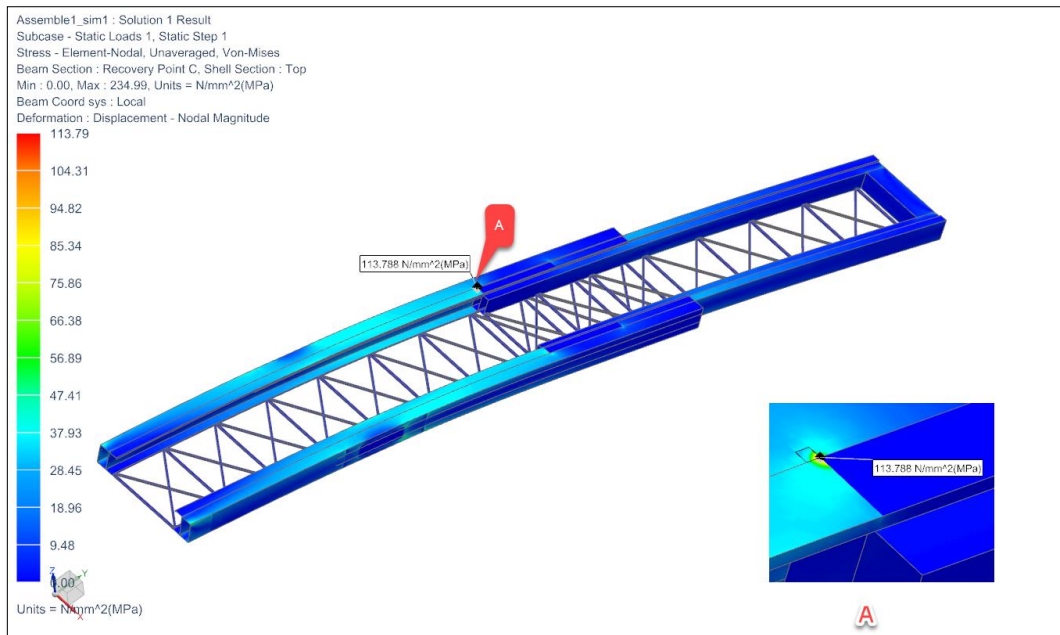 Assemble1_sim1 : Solution 1 Result
Subcase - Static Loads 1, Static Step 1
Stress - Element-Nodal, Unaveraged, Von-Mises
Beam Section : Recovery Point C, Shell Section : Top
Min : 0.00, Max : 234.99, Units = N/mm^2(MPa)
Beam Coord sys : Local
Deformation : Displacement - Nodal Magnitude
113.79
104.31
94.82
85.34
75.86
66.38
56.89
47.41
37.93
28.45
18.96
9.48
0.00
Units = N/mm^2(MPa)
Z
Y
X
A
113.788 N/mm^2(MPa)
113.788 N/mm^2(MPa)
A